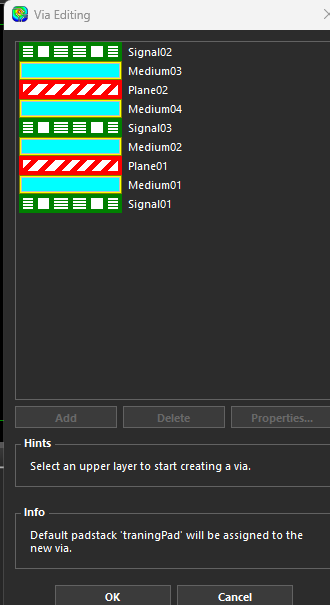 Via Editing
Signal02
Medium03
Plane02
Medium04
Signal03
Medium02
Plane01
Medium01
Signal01
Add Delete Properties...
Hints
Select an upper layer to start creating a via.
Info
Default padstack 'traningPad' will be assigned to the
new via.
OK Cancel